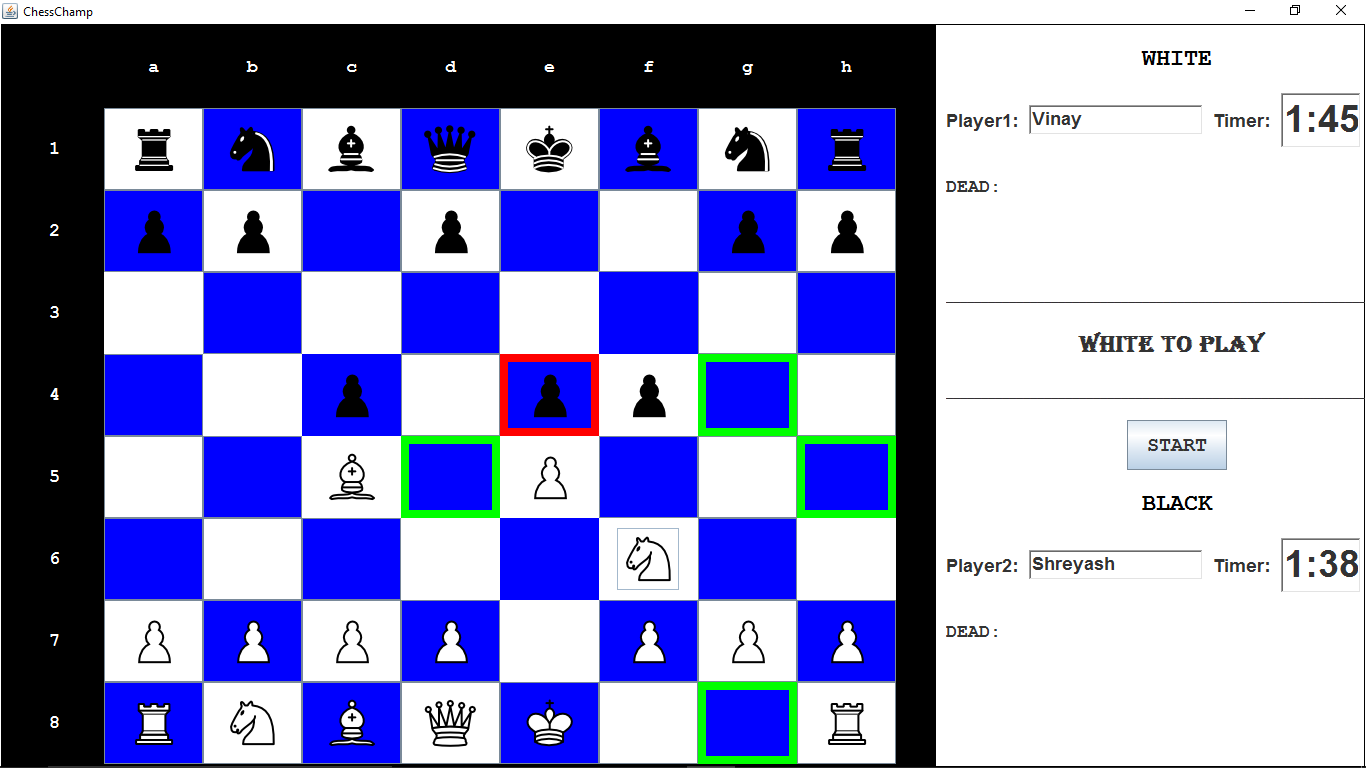 ChessChamp
a b c d e f g h
1
2
3
4
5
6
7
8
WHITE
Player1: Vinay Timer: 1:45
DEAD:
WHITE TO PLAY
START
BLACK
Player2: Shreyash Timer: 1:38
DEAD: